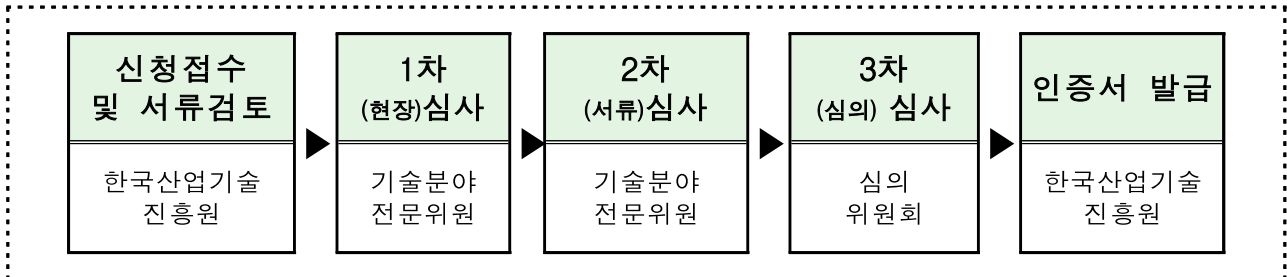 신청접수
및 서류검토
한국산업기술
진흥원
1차
(현장)심사
기술분야
전문위원
2차
(서류)심사
기술분야
전문위원
3차
(심의) 심사
심의
위원회
인증서 발급
한국산업기술
진흥원